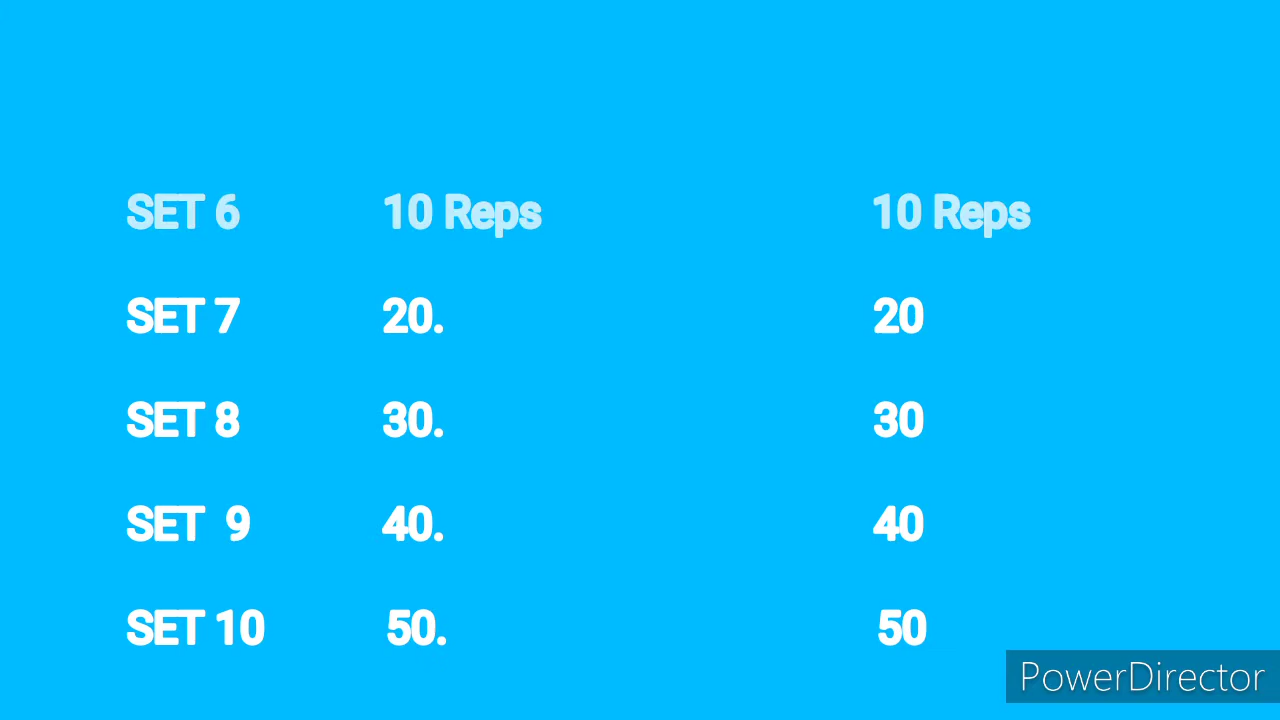 SET 6 10 Reps 10 Reps
SET 7 20. 20
SET 8 30. 30
SET 9 40. 40
SET 10 50. 50
PowerDirector